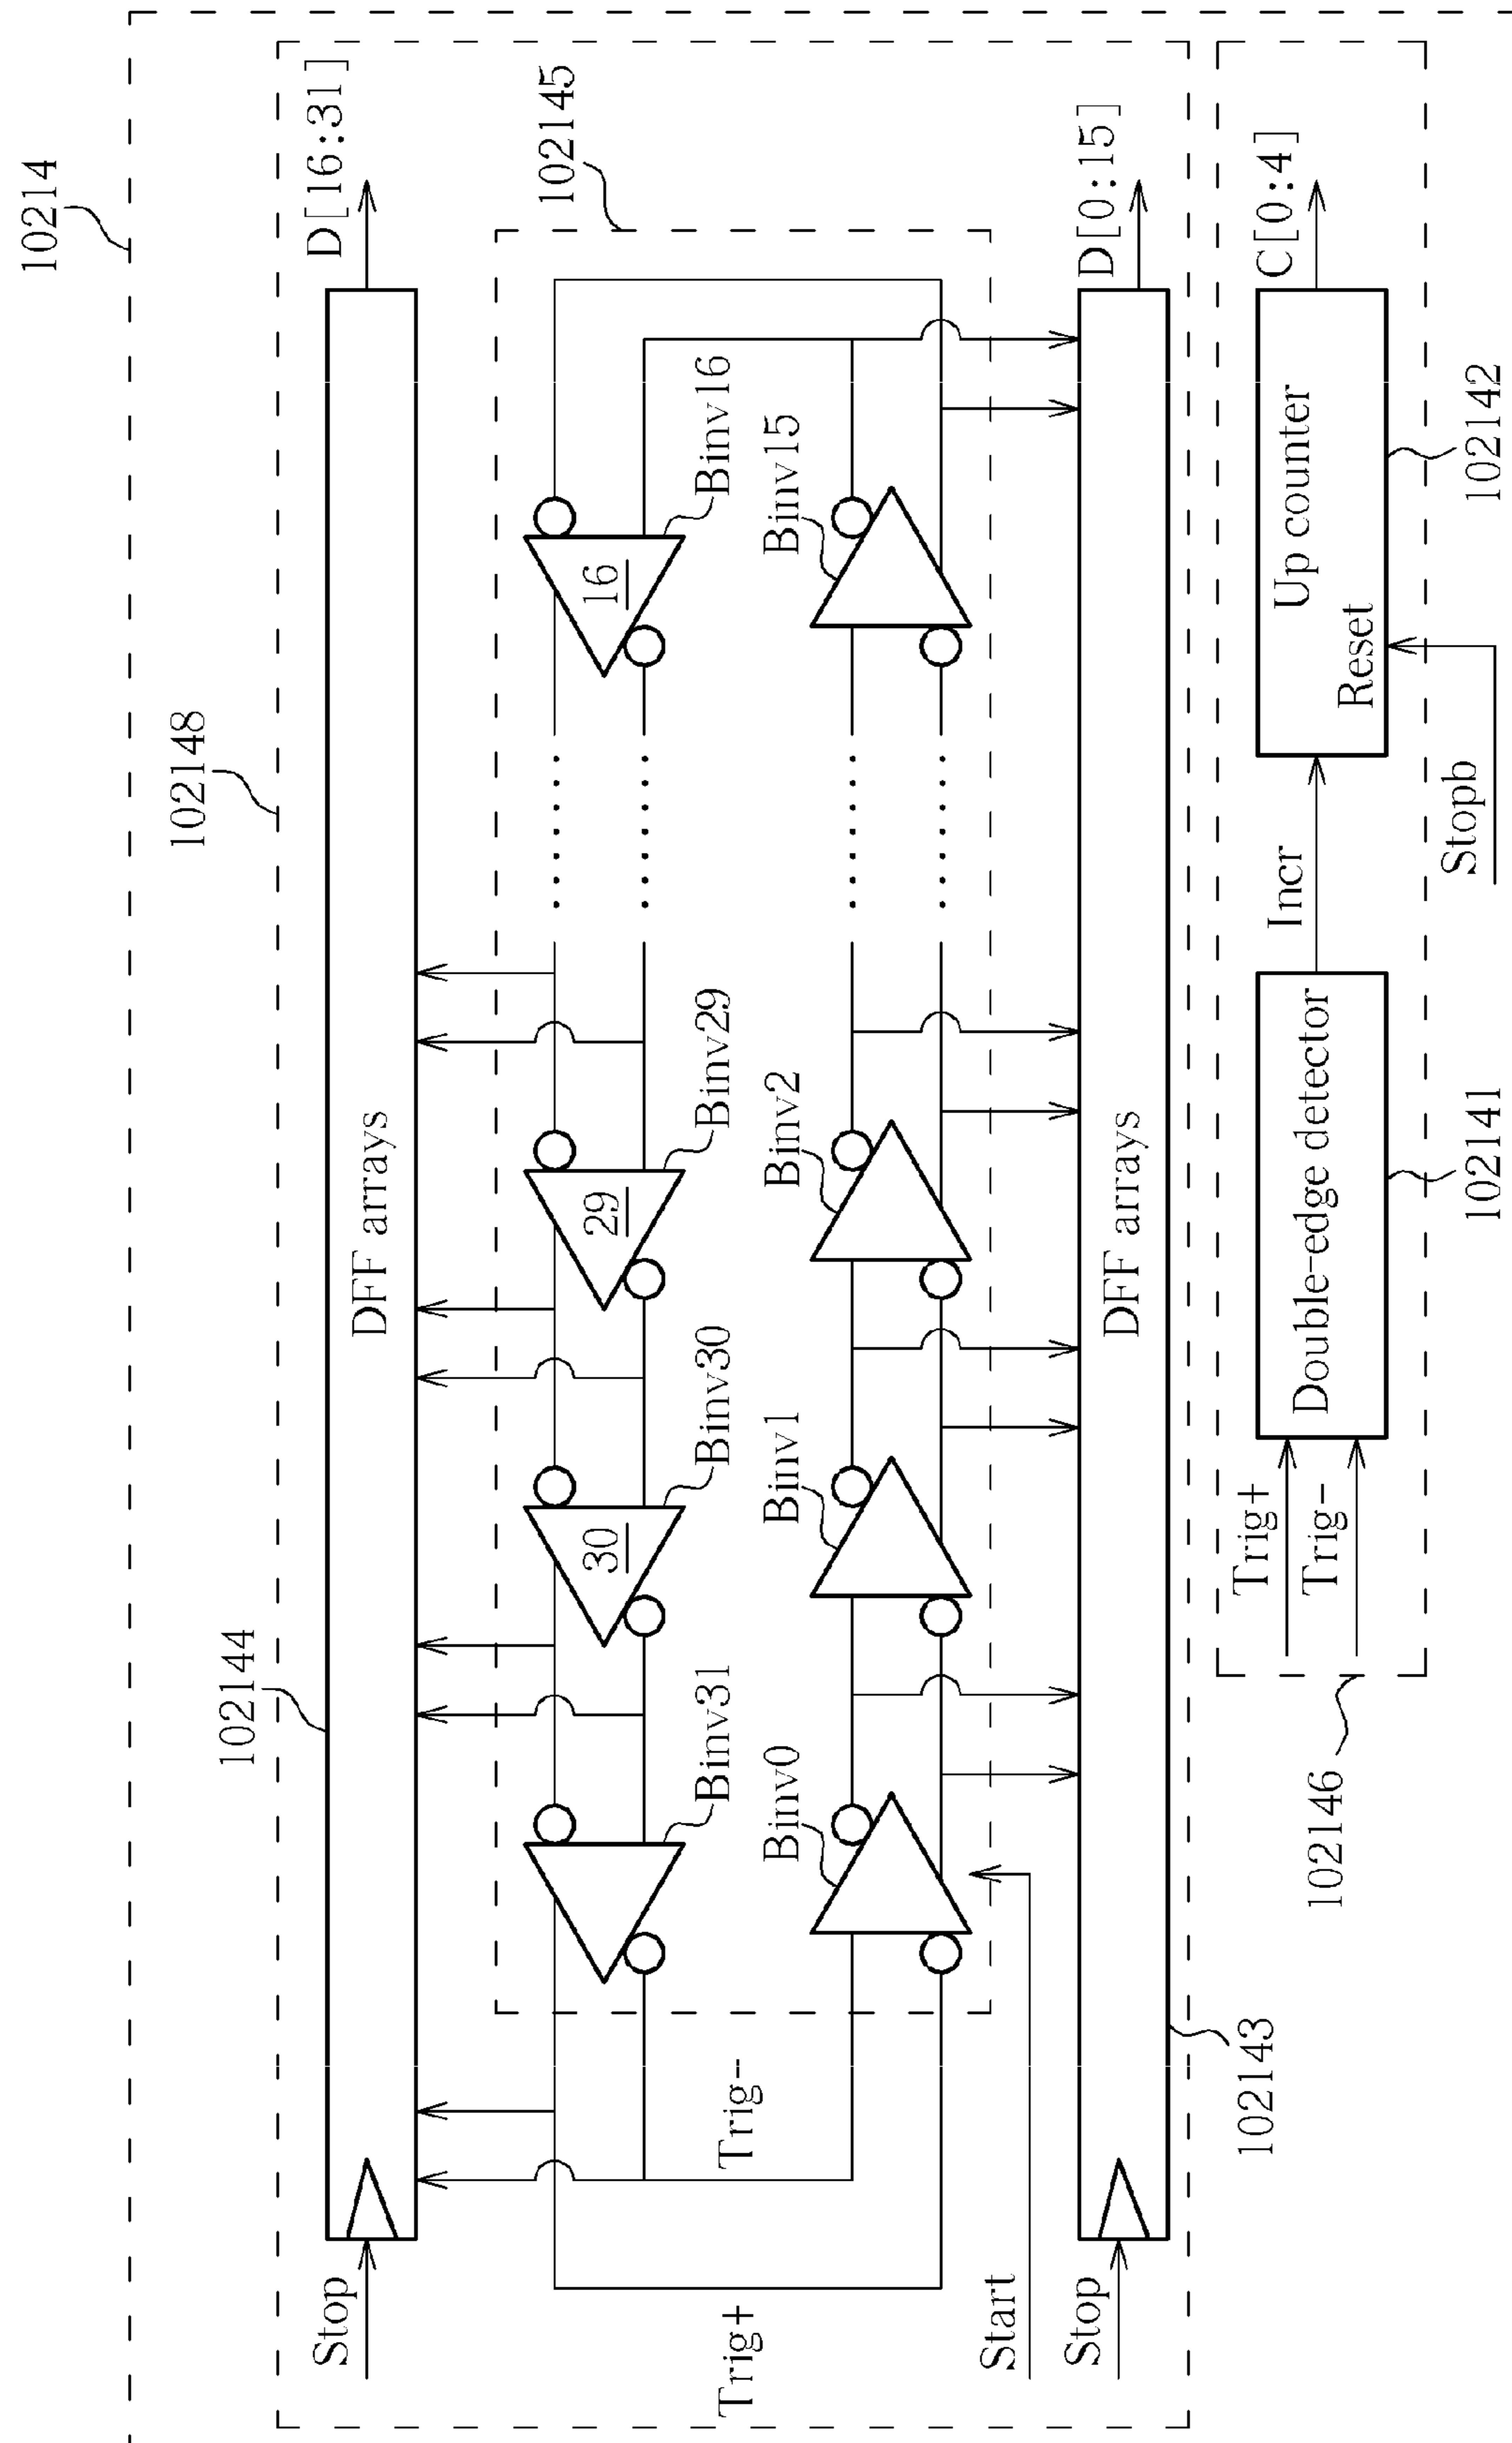 10214
102148
102144
Stop
DFF arrays
D[16:31]
102145
16
29
30
Binv31
Binv30
Binv29
Binv16
Trig+
Trig-
Binv0
Binv1
Binv2
Binv15
Start
Stop
DFF arrays
D[0:15]
102143
Trig+
Trig-
Double-edge detector
Incr
Up counter
Reset
C[0:4]
102146
102141
Stopb
102142